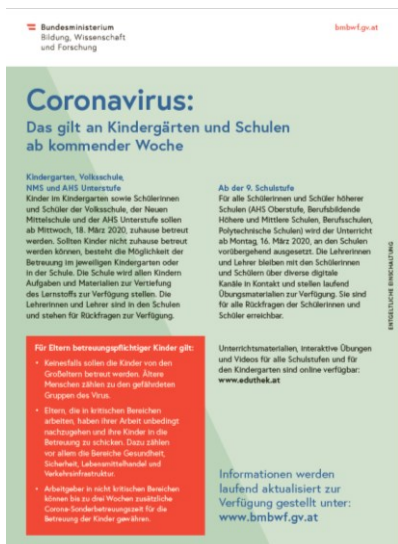 Bundesministerium
Bildung, Wissenschaft
und Forschung
bmbwf.gv.at
Coronavirus:
Das gilt an Kindergärten und Schulen
ab kommender Woche
Kindergarten, Volksschule,
NMS und AHS Unterstufe
Kinder im Kindergarten sowie Schülerinnen
und Schüler der Volksschule, der Neuen
Mittelschule und der AHS Unterstufe sollen
ab Mittwoch, 18. März 2020, zuhause betreut
werden. Sollten Kinder nicht zuhause betreut
werden können, besteht die Möglichkeit der
Betreuung im jeweiligen Kindergarten oder
in der Schule. Die Schule wird allen Kindern
Aufgaben und Materialien zur Vertiefung
des Lernstoffs zur Verfügung stellen. Die
Lehrerinnen und Lehrer sind in den Schulen
und stehen für Rückfragen zur Verfügung.
Ab der 9. Schulstufe
Für alle Schülerinnen und Schüler höherer
Schulen (AHS Oberstufe, Berufsbildende
Höhere und Mittlere Schulen, Berufsschulen,
Polytechnische Schulen) wird der Unterricht
ab Montag, 16. März 2020, an den Schulen
vorübergehend ausgesetzt. Die Lehrerinnen
und Lehrer bleiben mit den Schülerinnen
und Schülern über diverse digitale
Kanäle in Kontakt und stellen laufend
Übungsmaterialien zur Verfügung. Sie sind
für alle Rückfragen der Schülerinnen und
Schüler erreichbar.
ENTGELTLICHE EINSCHALTUNG
Für Eltern betreuungspflichtiger Kinder gilt:
• Keinesfalls sollen die Kinder von den
Großeltern betreut werden. Ältere
Menschen zählen zu den gefährdeten
Gruppen des Virus.
• Eltern, die in kritischen Bereichen
arbeiten, haben ihrer Arbeit unbedingt
nachzugehen und ihre Kinder in die
Betreuung zu schicken. Dazu zählen
vor allem die Bereiche Gesundheit,
Sicherheit, Lebensmittelhandel und
Verkehrsinfrastruktur.
• Arbeitgeber in nicht kritischen Bereichen
können bis zu drei Wochen zusätzliche
Corona-Sonderbetreuungszeit für die
Betreuung der Kinder gewähren.
Unterrichtsmaterialien, interaktive Übungen
und Videos für alle Schulstufen und für
den Kindergarten sind online verfügbar:
www.eduthek.at
Informationen werden
laufend aktualisiert zur
Verfügung gestellt unter:
www.bmbwf.gv.at